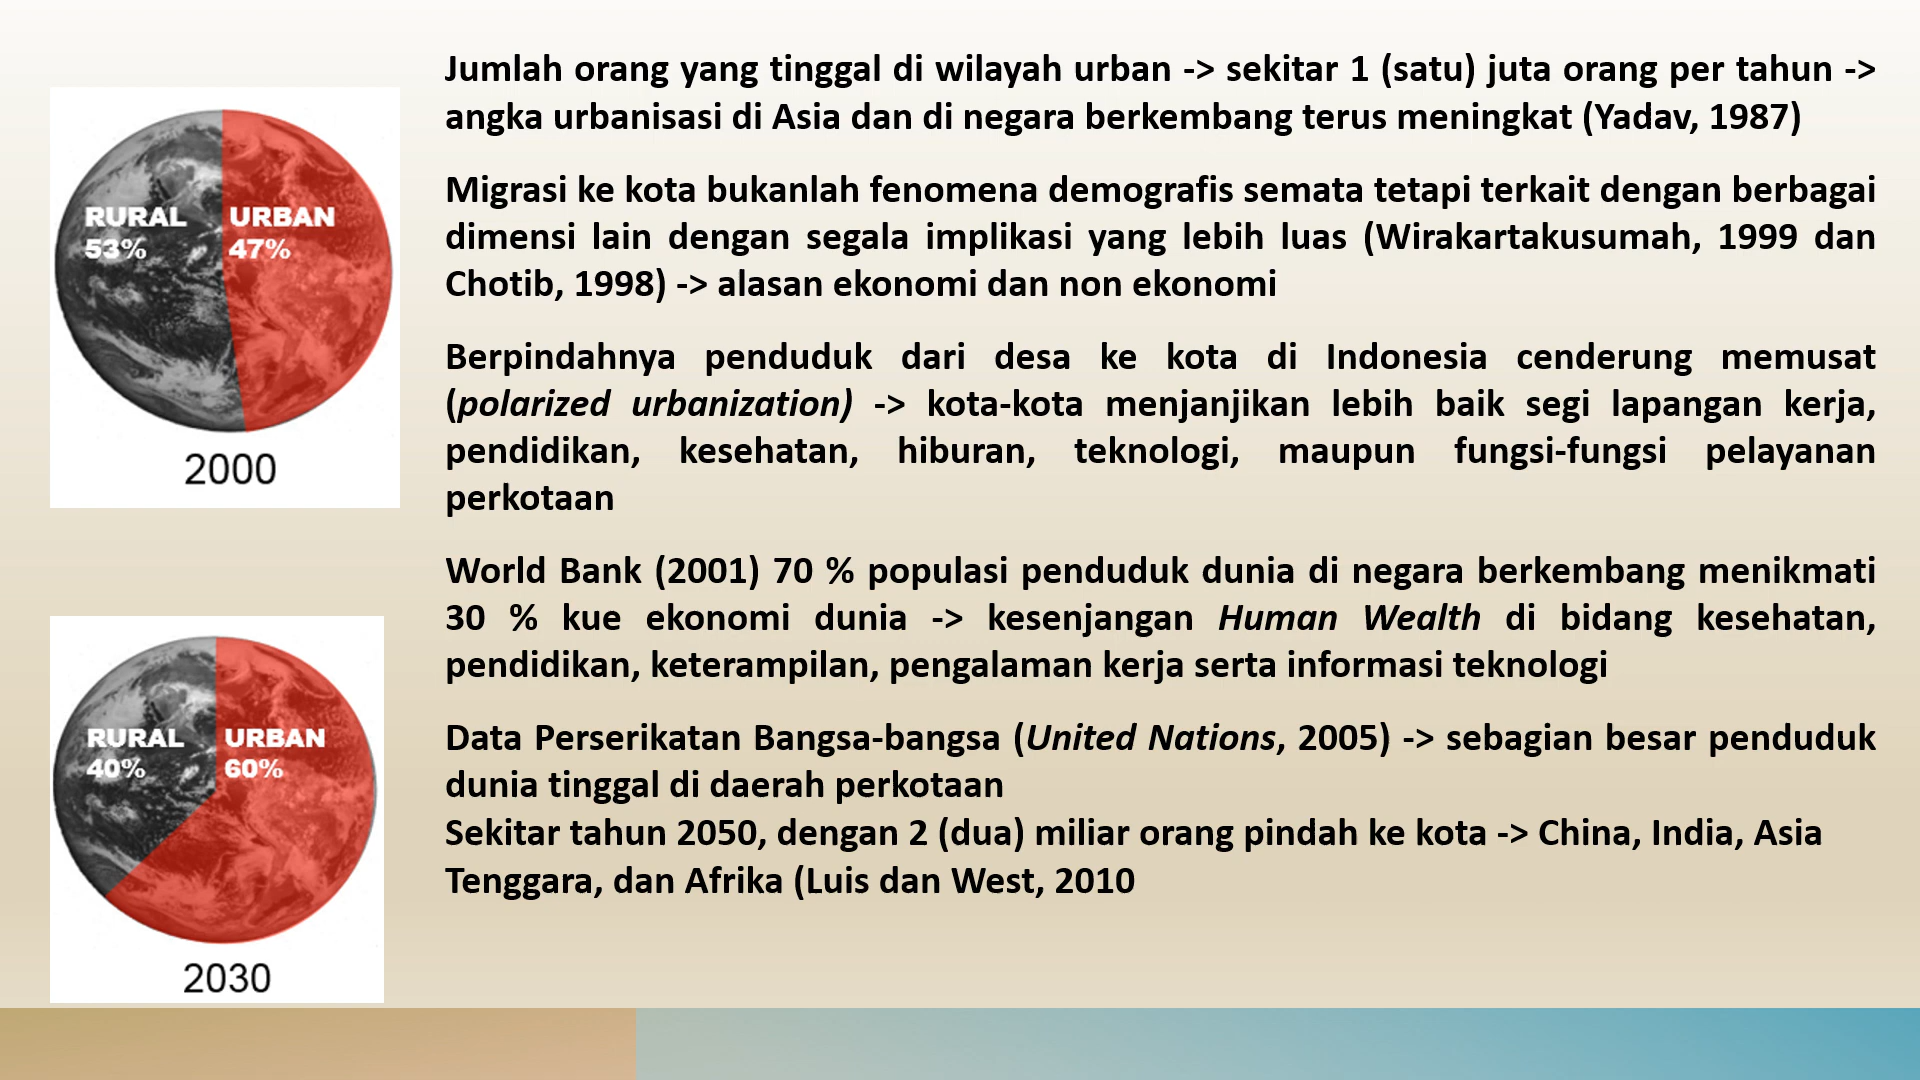 RURAL
53%
URBAN
47%
2000
RURAL
40%
URBAN
60%
2030
Jumlah orang yang tinggal di wilayah urban -> sekitar 1 (satu) juta orang per tahun ->
angka urbanisasi di Asia dan di negara berkembang terus meningkat (Yadav, 1987)
Migrasi ke kota bukanlah fenomena demografis semata tetapi terkait dengan berbagai
dimensi lain dengan segala implikasi yang lebih luas (Wirakartakusumah, 1999 dan
Chotib, 1998) -> alasan ekonomi dan non ekonomi
Berpindahnya penduduk dari desa ke kota di Indonesia cenderung memusat
(polarized urbanization) -> kota-kota menjanjikan lebih baik segi lapangan kerja,
pendidikan, kesehatan, hiburan, teknologi, maupun fungsi-fungsi pelayanan
perkotaan
World Bank (2001) 70 % populasi penduduk dunia di negara berkembang menikmati
30 % kue ekonomi dunia -> kesenjangan Human Wealth di bidang kesehatan,
pendidikan, keterampilan, pengalaman kerja serta informasi teknologi
Data Perserikatan Bangsa-bangsa (United Nations, 2005) -> sebagian besar penduduk
dunia tinggal di daerah perkotaan
Sekitar tahun 2050, dengan 2 (dua) miliar orang pindah ke kota -> China, India, Asia
Tenggara, dan Afrika (Luis dan West, 2010